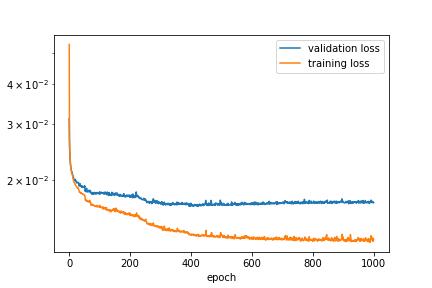 validation loss
training loss
4 × 10⁻²
3 × 10⁻²
2 × 10⁻²
0 200 400 600 800 1000
epoch